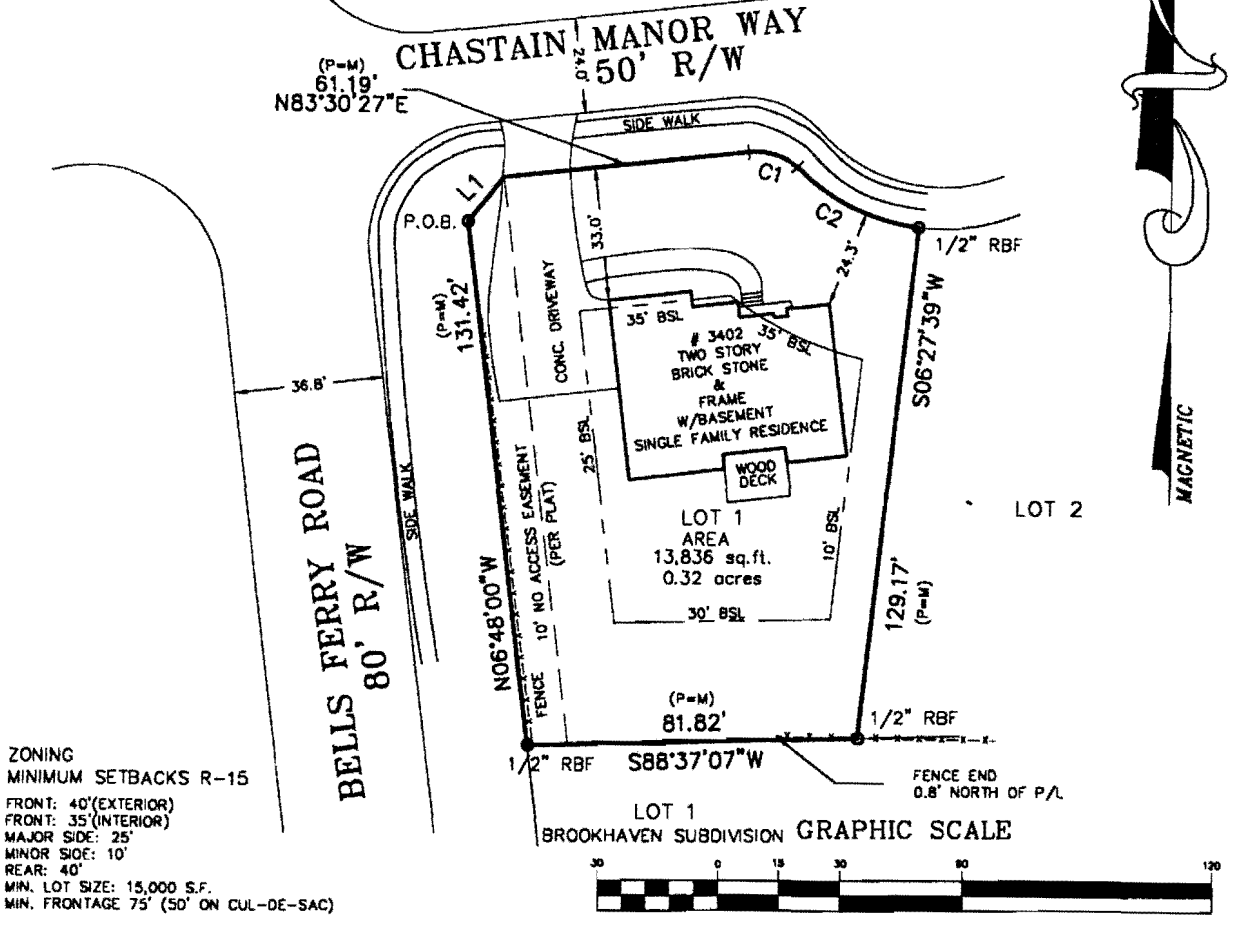 CHASTAIN MANOR WAY
50' R/W
24.0'
(P=M)
61.19'
N83°30'27"E
SIDE WALK
L1
C1
C2
P.O.B.
1/2" RBF
33.0'
24.3'
(P=M)
131.42'
CONC. DRIVEWAY
35' BSL
35' BSL
# 3402
TWO STORY
BRICK STONE
&
FRAME
W/BASEMENT
SINGLE FAMILY RESIDENCE
WOOD
DECK
S06°27'39"W
36.8'
MAGNETIC
25' BSL
10' BSL
LOT 1
AREA
13,836 sq.ft.
0.32 acres
LOT 2
BELLS FERRY ROAD
80' R/W
SIDE WALK
N06°48'00"W
FENCE
10' NO ACCESS EASEMENT
(PER PLAT)
30' BSL
129.17'
(P=M)
(P=M)
81.82'
S88°37'07"W
1/2" RBF
1/2" RBF
FENCE END
0.8' NORTH OF P/L
LOT 1
BROOKHAVEN SUBDIVISION
ZONING
MINIMUM SETBACKS R-15
FRONT: 40'(EXTERIOR)
FRONT: 35'(INTERIOR)
MAJOR SIDE: 25'
MINOR SIDE: 10'
REAR: 40'
MIN. LOT SIZE: 15,000 S.F.
MIN. FRONTAGE 75' (50' ON CUL-DE-SAC)
GRAPHIC SCALE
30 0 15 30 60 120